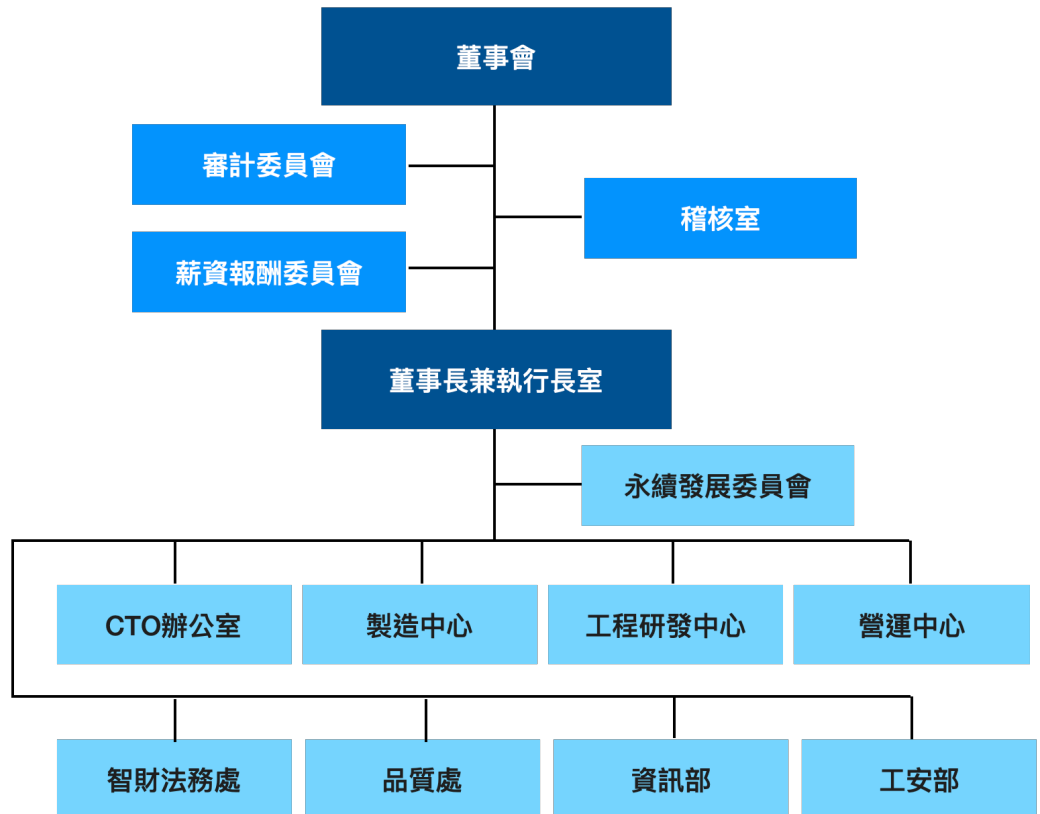 董事會
審計委員會
稽核室
薪資報酬委員會
董事長兼執行長室
永續發展委員會
CTO辦公室
製造中心
工程研發中心
營運中心
智財法務處
品質處
資訊部
工安部